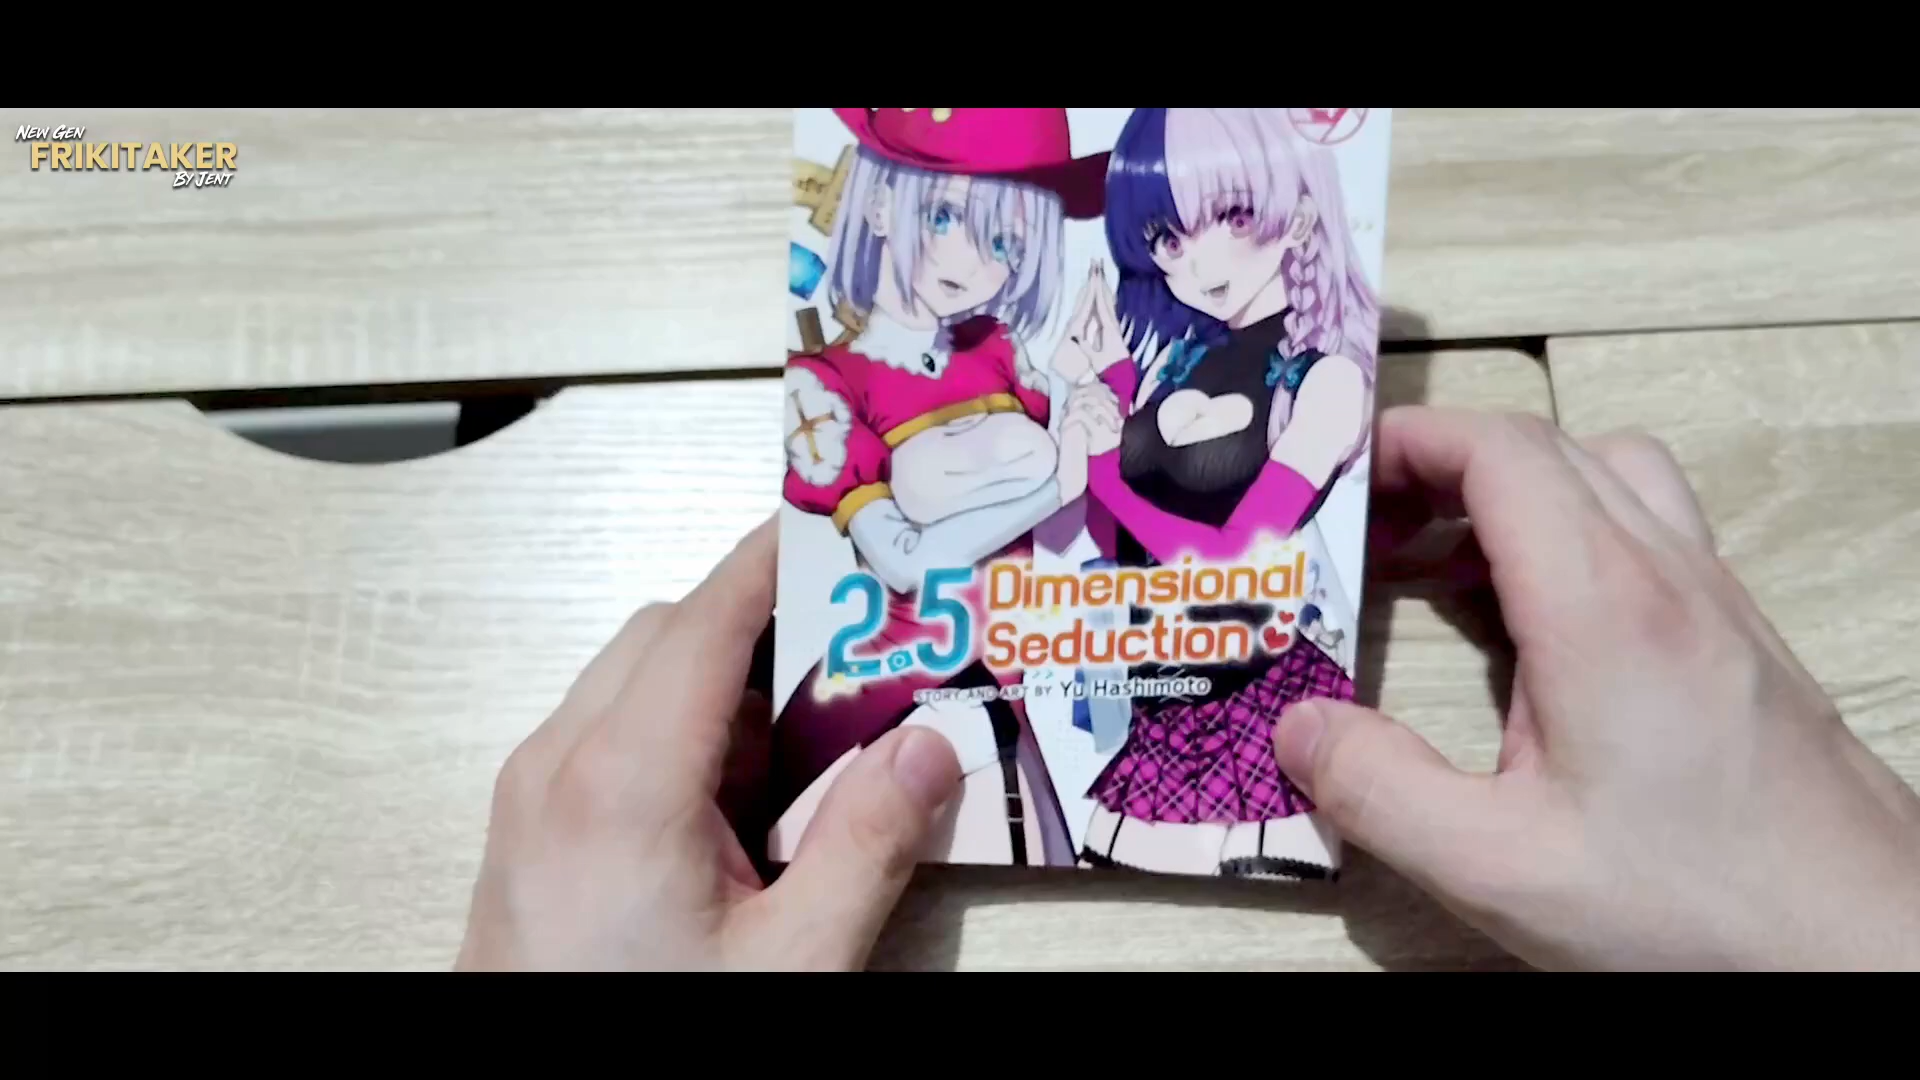 New Gen
FRIKITAKER
By Jent
2.5 Dimensional
Seduction
STORY AND ART BY Yu Hashimoto